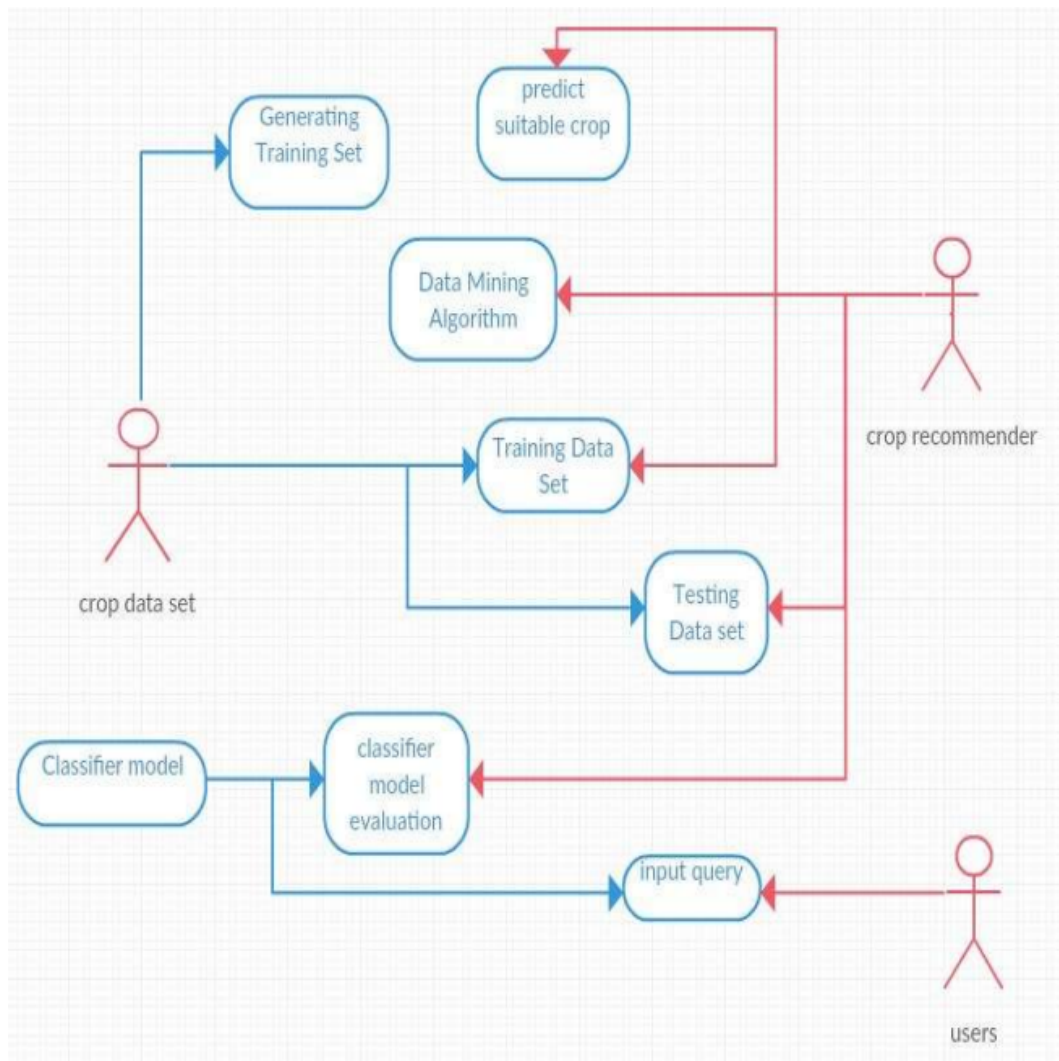 predict
suitable crop
Generating
Training Set
Data Mining
Algorithm
crop recommender
Training Data
Set
Testing
Data set
crop data set
Classifier model
classifier
model
evaluation
input query
users